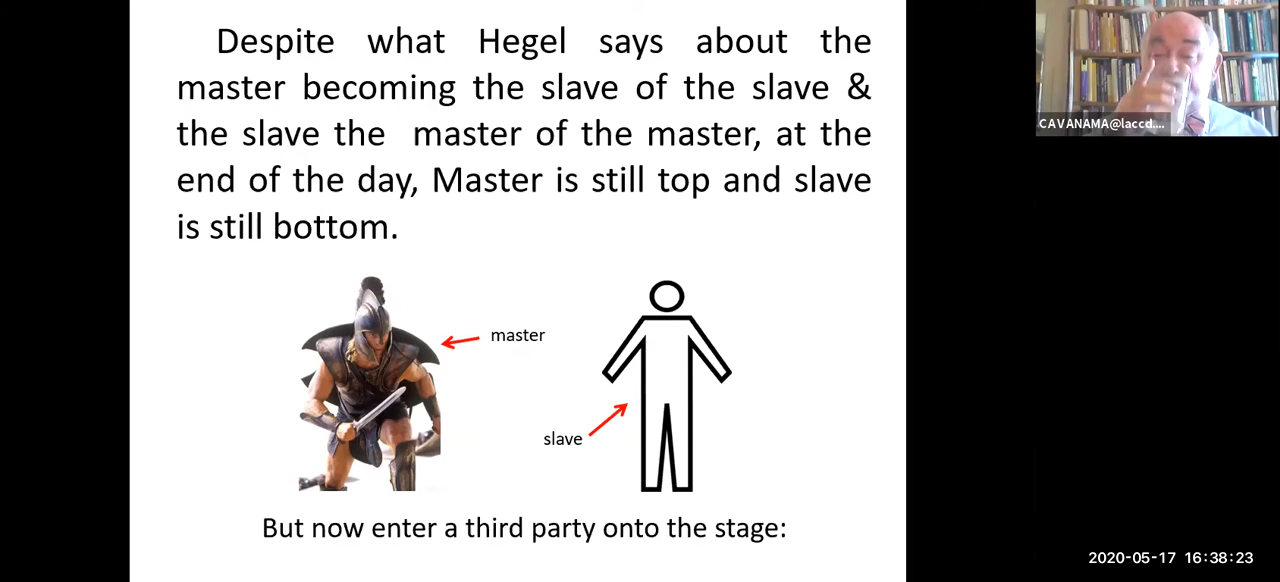 Despite what Hegel says about the
master becoming the slave of the slave &
the slave the master of the master, at the
end of the day, Master is still top and slave
is still bottom.
master
slave
But now enter a third party onto the stage:
CAVANAMA@laccd....
2020-05-17 16:38:23